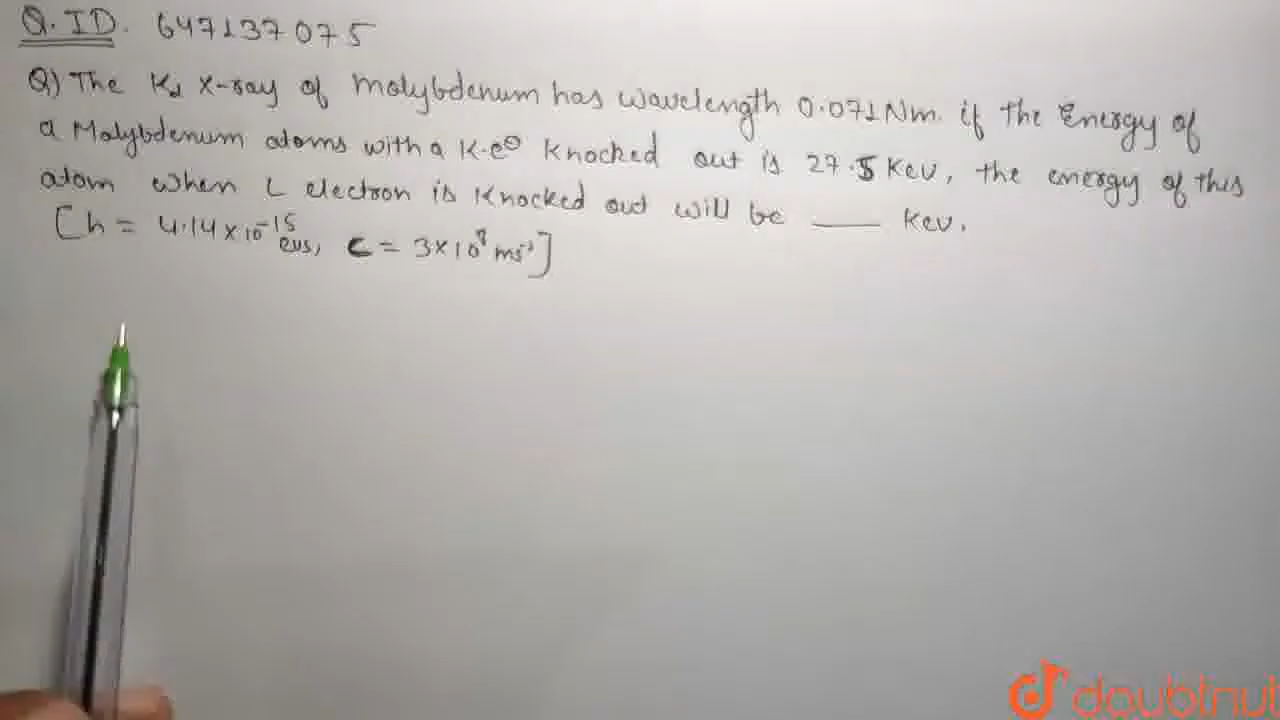 Q. ID. 647137075
Q) The Kα X-ray of Molybdenum has wavelength 0.071 Nm. if the Energy of
a Molybdenum atoms with a K.e⊖ Knocked out is 27.5 Kev, the energy of this
atom when L electron is Knocked out will be ___ Kev.
[h = 4.14 × 10⁻¹⁵ evs, c = 3 × 10⁸ ms⁻¹]
doubtnut